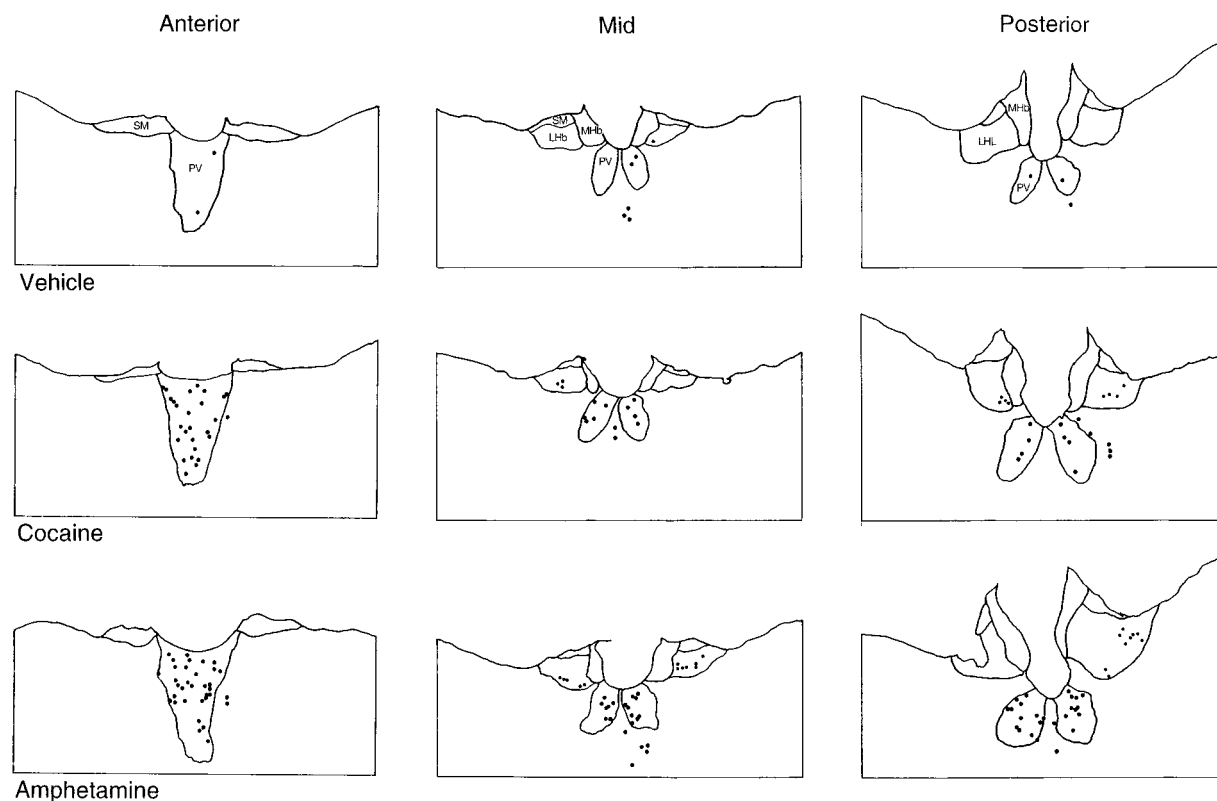 Anterior Mid Posterior
SM
PV
SM
LHb
MHb
PV
MHb
LHL
PV
Vehicle
Cocaine
Amphetamine